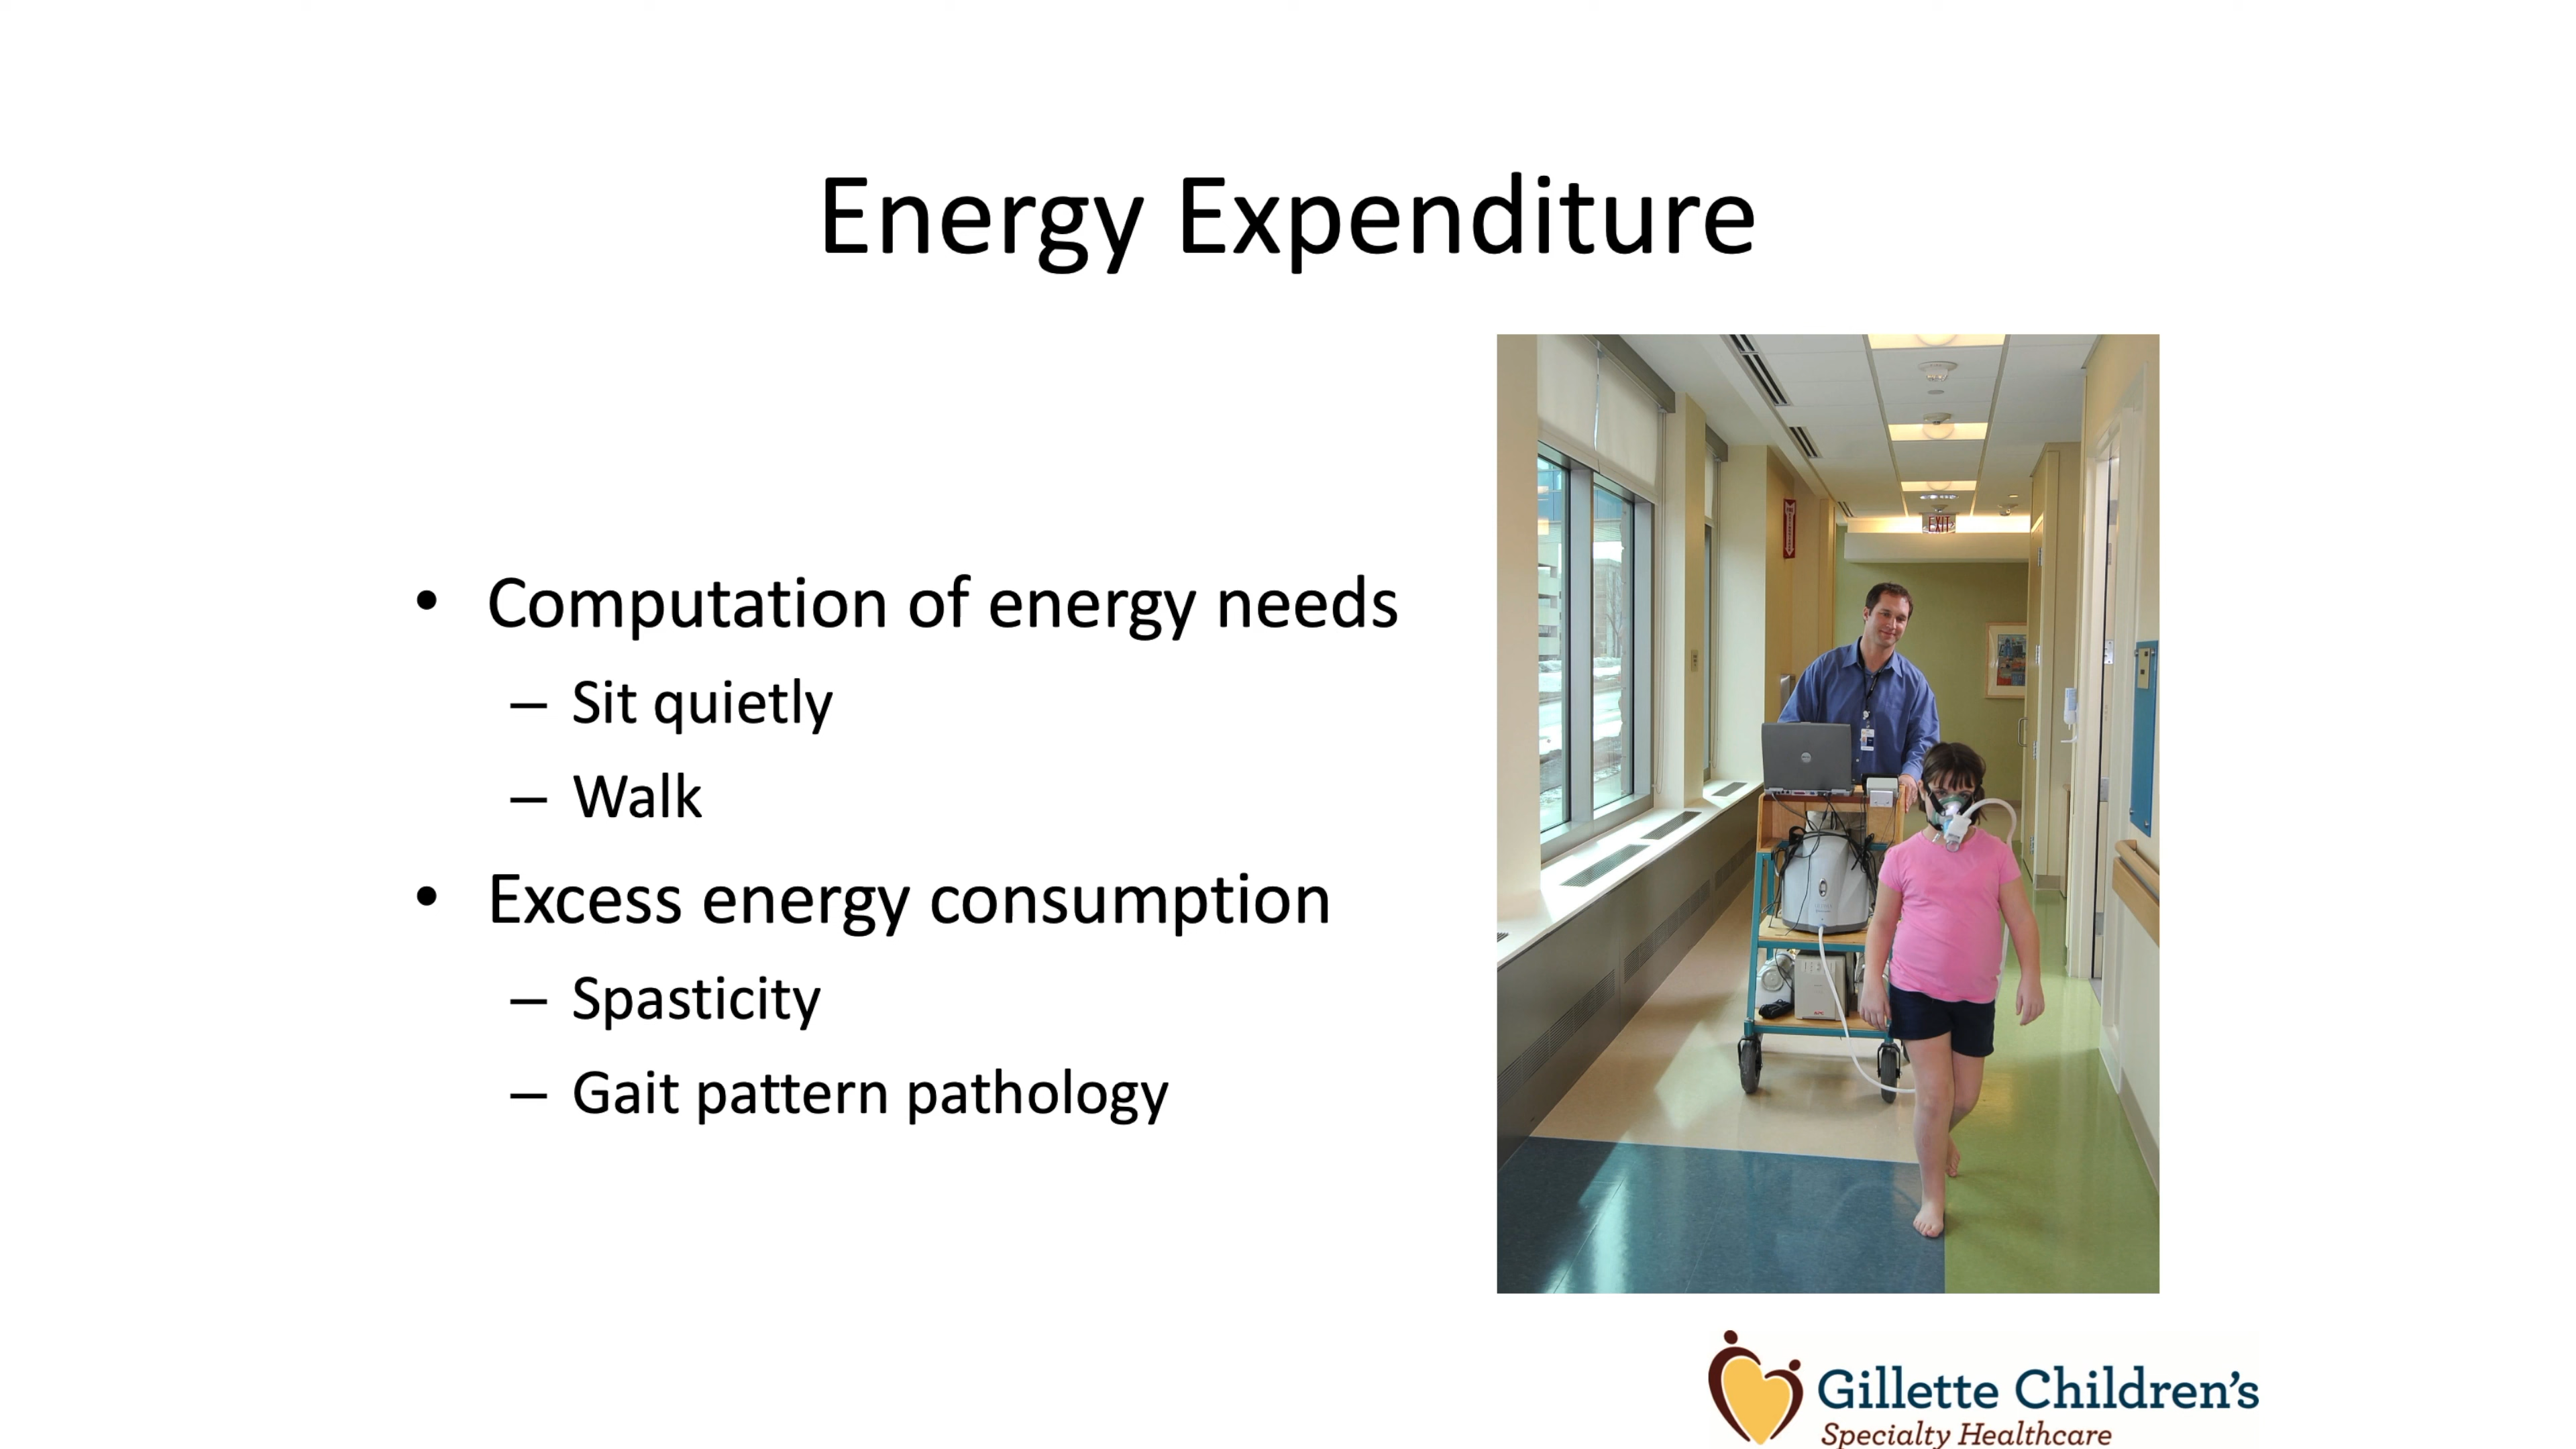 Energy Expenditure
• Computation of energy needs
– Sit quietly
– Walk
• Excess energy consumption
– Spasticity
– Gait pattern pathology
EXIT
Gillette Children's
Specialty Healthcare